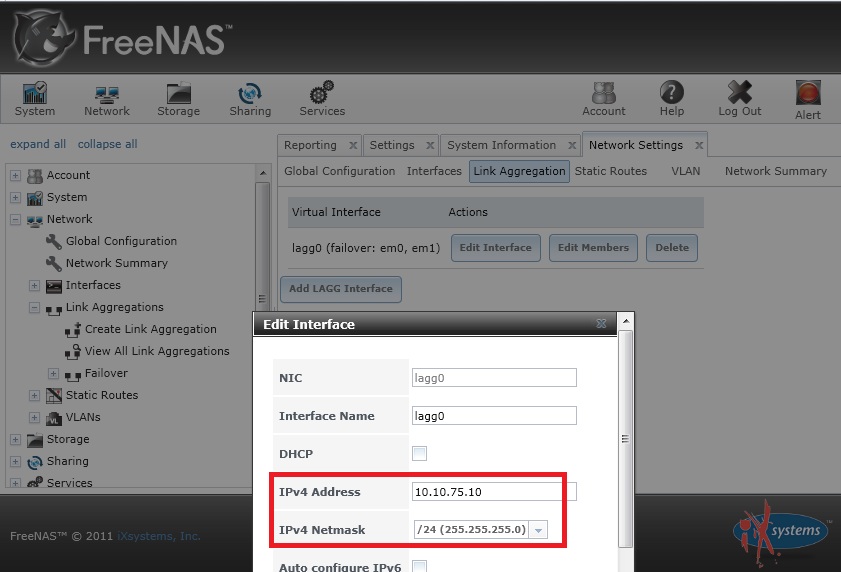 FreeNAS™
System Network Storage Sharing Services Account Help Log Out Alert
expand all collapse all
Reporting Settings System Information Network Settings
Global Configuration Interfaces Link Aggregation Static Routes VLAN Network Summary
Account
System
Network
Global Configuration
Network Summary
Interfaces
Link Aggregations
Create Link Aggregation
View All Link Aggregations
Failover
Static Routes
VLANs
Storage
Sharing
Services
Virtual Interface Actions
lagg0 (failover: em0, em1) Edit Interface Edit Members Delete
Add LAGG Interface
Edit Interface
NIC lagg0
Interface Name lagg0
DHCP
IPv4 Address 10.10.75.10
IPv4 Netmask /24 (255.255.255.0)
Auto configure IPv6
FreeNAS™ © 2011 iXsystems, Inc.
iXsystems™